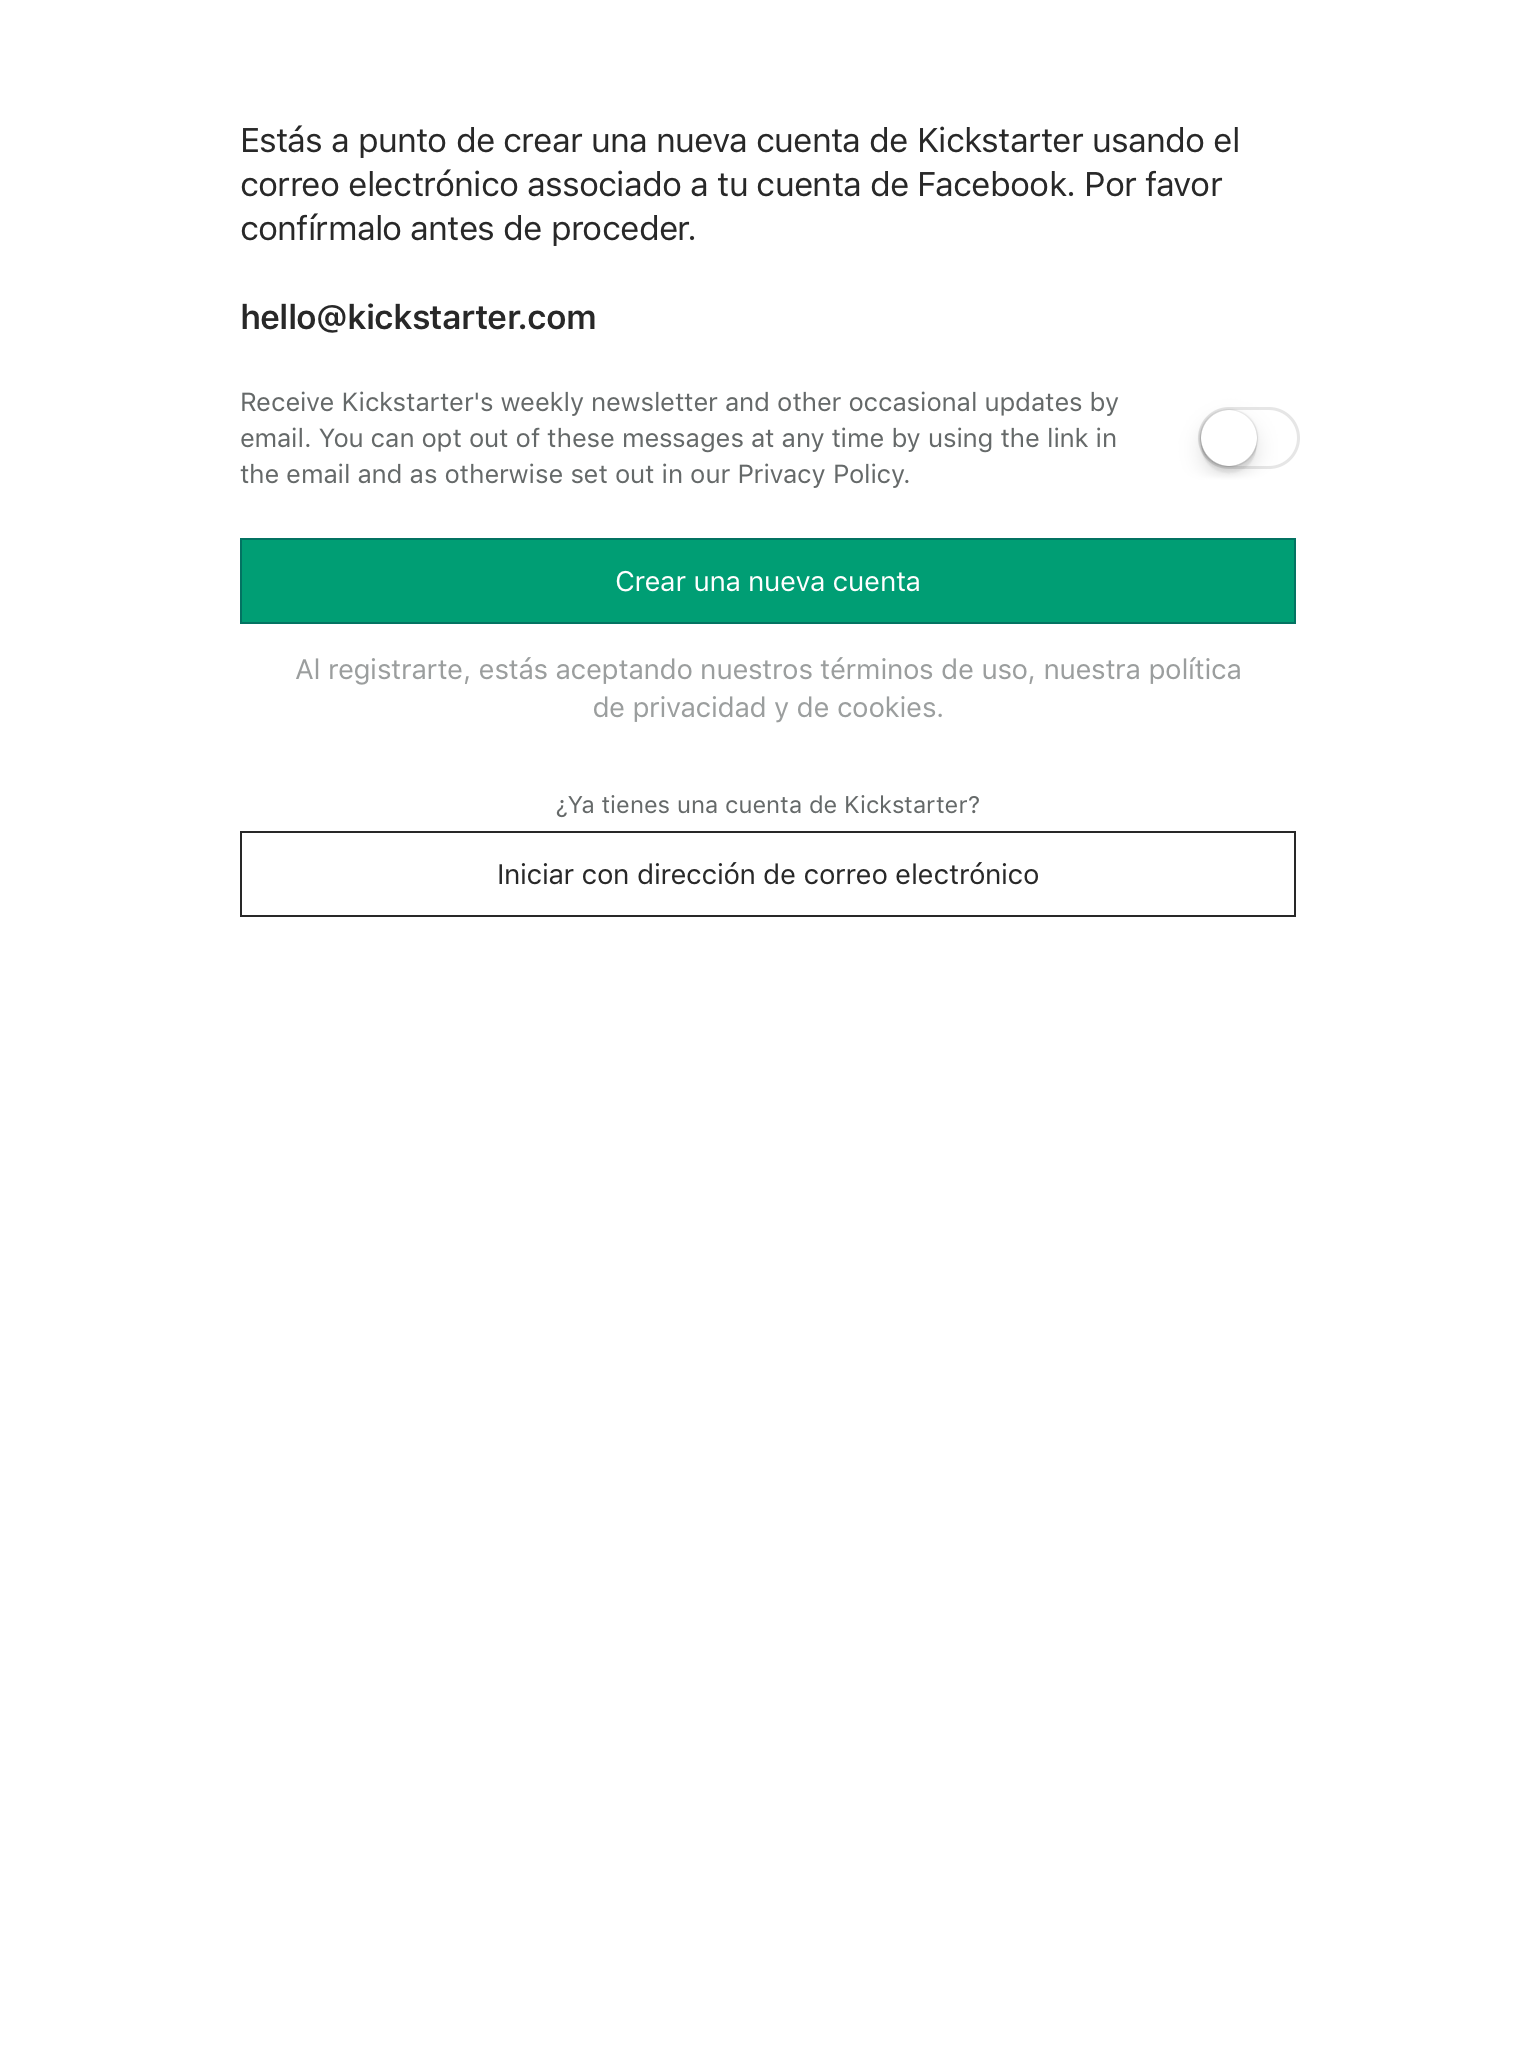 Estás a punto de crear una nueva cuenta de Kickstarter usando el
correo electrónico associado a tu cuenta de Facebook. Por favor
confírmalo antes de proceder.
hello@kickstarter.com
Receive Kickstarter's weekly newsletter and other occasional updates by
email. You can opt out of these messages at any time by using the link in
the email and as otherwise set out in our Privacy Policy.
Crear una nueva cuenta
Al registrarte, estás aceptando nuestros términos de uso, nuestra política
de privacidad y de cookies.
¿Ya tienes una cuenta de Kickstarter?
Iniciar con dirección de correo electrónico